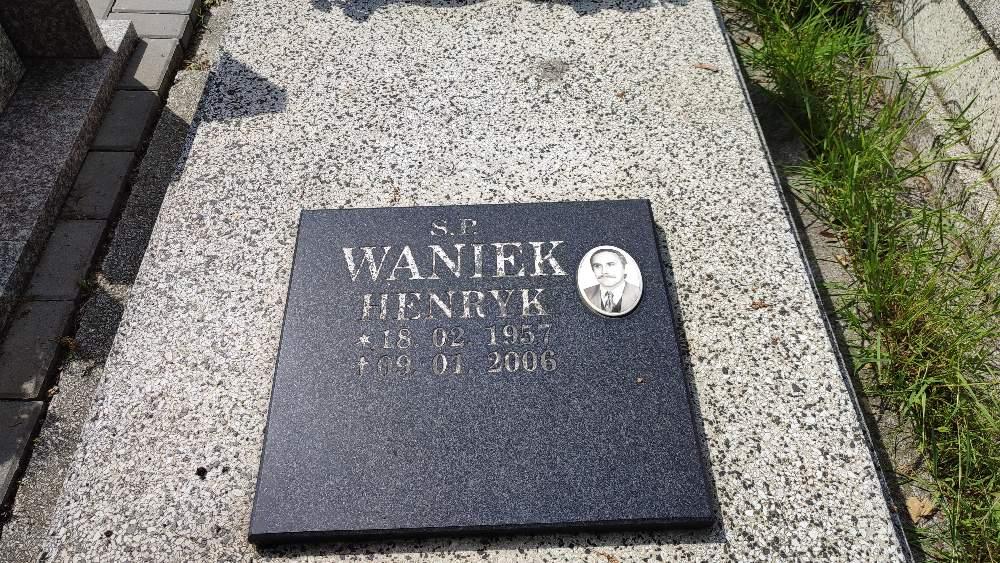 S.P.
WANIEK
HENRYK
* 18 02 1957
† 09 01 2006